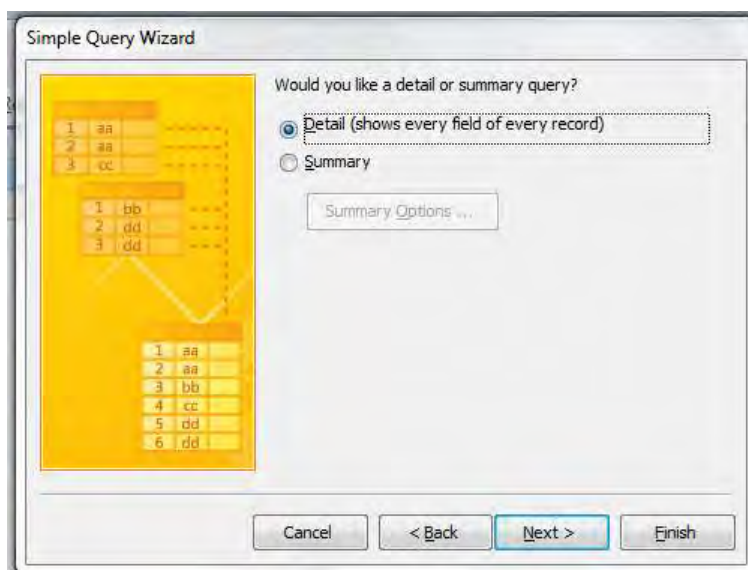 Simple Query Wizard
Would you like a detail or summary query?
Detail (shows every field of every record)
Summary
Summary Options ...
1 aa
2 aa
3 cc
1 bb
2 dd
3 dd
1 aa
2 aa
3 bb
4 cc
5 dd
6 dd
Cancel
< Back
Next >
Finish